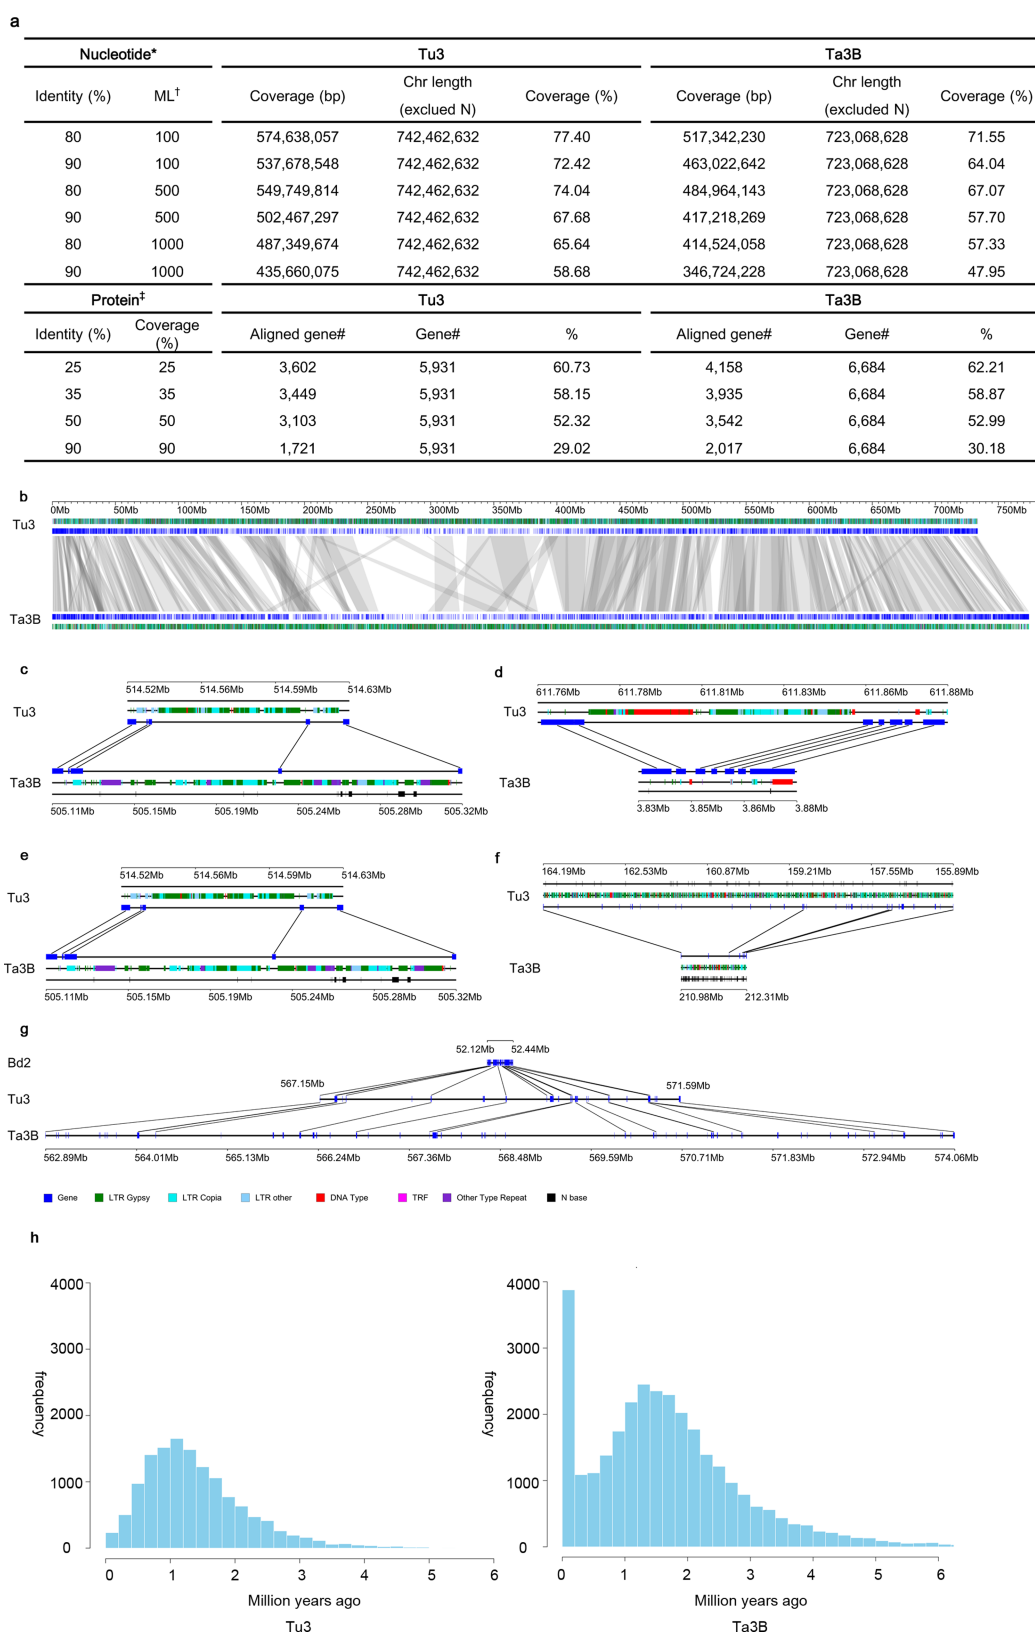 a
Nucleotide* Tu3 Ta3B
Identity (%) ML† Coverage (bp) Chr length (exclued N) Coverage (%) Coverage (bp) Chr length (excluded N) Coverage (%)
80 100 574,638,057 742,462,632 77.40 517,342,230 723,068,628 71.55
90 100 537,678,548 742,462,632 72.42 463,022,642 723,068,628 64.04
80 500 549,749,814 742,462,632 74.04 484,964,143 723,068,628 67.07
90 500 502,467,297 742,462,632 67.68 417,218,269 723,068,628 57.70
80 1000 487,349,674 742,462,632 65.64 414,524,058 723,068,628 57.33
90 1000 435,660,075 742,462,632 58.68 346,724,228 723,068,628 47.95
Protein‡ Tu3 Ta3B
Identity (%) Coverage (%) Aligned gene# Gene# % Aligned gene# Gene# %
25 25 3,602 5,931 60.73 4,158 6,684 62.21
35 35 3,449 5,931 58.15 3,935 6,684 58.87
50 50 3,103 5,931 52.32 3,542 6,684 52.99
90 90 1,721 5,931 29.02 2,017 6,684 30.18
b
0Mb 50Mb 100Mb 150Mb 200Mb 250Mb 300Mb 350Mb 400Mb 450Mb 500Mb 550Mb 600Mb 650Mb 700Mb 750Mb
Tu3
Ta3B
c
514.52Mb 514.56Mb 514.59Mb 514.63Mb
Tu3
Ta3B
505.11Mb 505.15Mb 505.19Mb 505.24Mb 505.28Mb 505.32Mb
d
611.76Mb 611.78Mb 611.81Mb 611.83Mb 611.86Mb 611.88Mb
Tu3
Ta3B
3.83Mb 3.85Mb 3.86Mb 3.88Mb
e
514.52Mb 514.56Mb 514.59Mb 514.63Mb
Tu3
Ta3B
505.11Mb 505.15Mb 505.19Mb 505.24Mb 505.28Mb 505.32Mb
f
164.19Mb 162.53Mb 160.87Mb 159.21Mb 157.55Mb 155.89Mb
Tu3
Ta3B
210.98Mb 212.31Mb
g
52.12Mb 52.44Mb
Bd2
567.15Mb 571.59Mb
Tu3
Ta3B
562.89Mb 564.01Mb 565.13Mb 566.24Mb 567.36Mb 568.48Mb 569.59Mb 570.71Mb 571.83Mb 572.94Mb 574.06Mb
Gene LTR Gypsy LTR Copia LTR other DNA Type TRF Other Type Repeat N base
h
4000
3000
2000
1000
0
frequency
0 1 2 3 4 5 6
Million years ago
Tu3
4000
3000
2000
1000
0
frequency
0 1 2 3 4 5 6
Million years ago
Ta3B